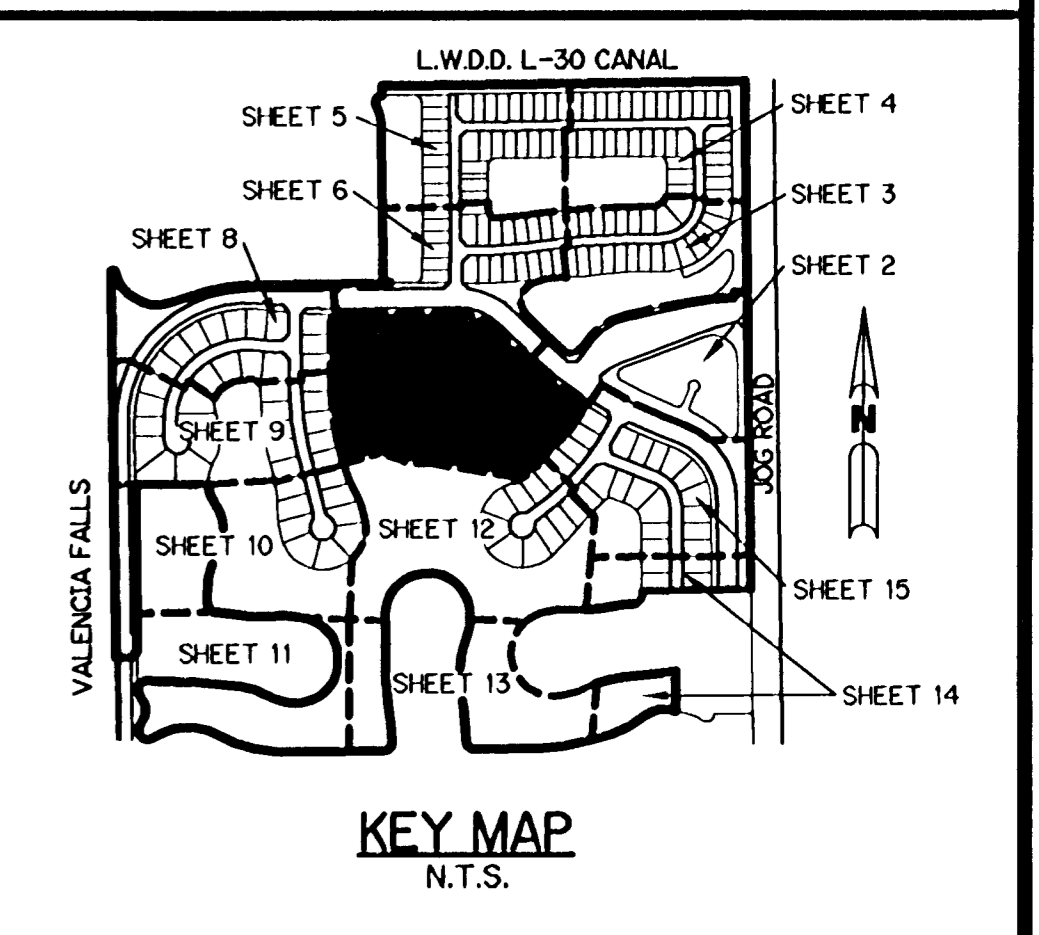 L.W.D.D. L-30 CANAL
SHEET 5
SHEET 4
SHEET 6
SHEET 3
SHEET 8
SHEET 2
N
JOG ROAD
SHEET 9
VALENCIA FALLS
SHEET 10
SHEET 12
SHEET 15
SHEET 11
SHEET 13
SHEET 14
KEY MAP
N.T.S.